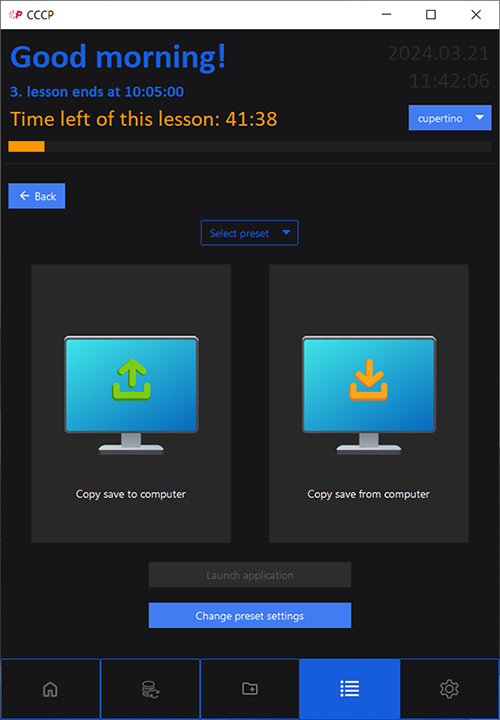 CCCP
Good morning!
2024.03.21
11:42:06
3. lesson ends at 10:05:00
Time left of this lesson: 41:38
cupertino
Back
Select preset
Copy save to computer
Copy save from computer
Launch application
Change preset settings